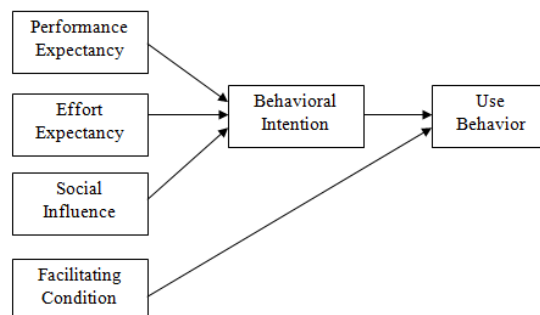 Performance
Expectancy
Effort
Expectancy
Social
Influence
Facilitating
Condition
Behavioral
Intention
Use
Behavior